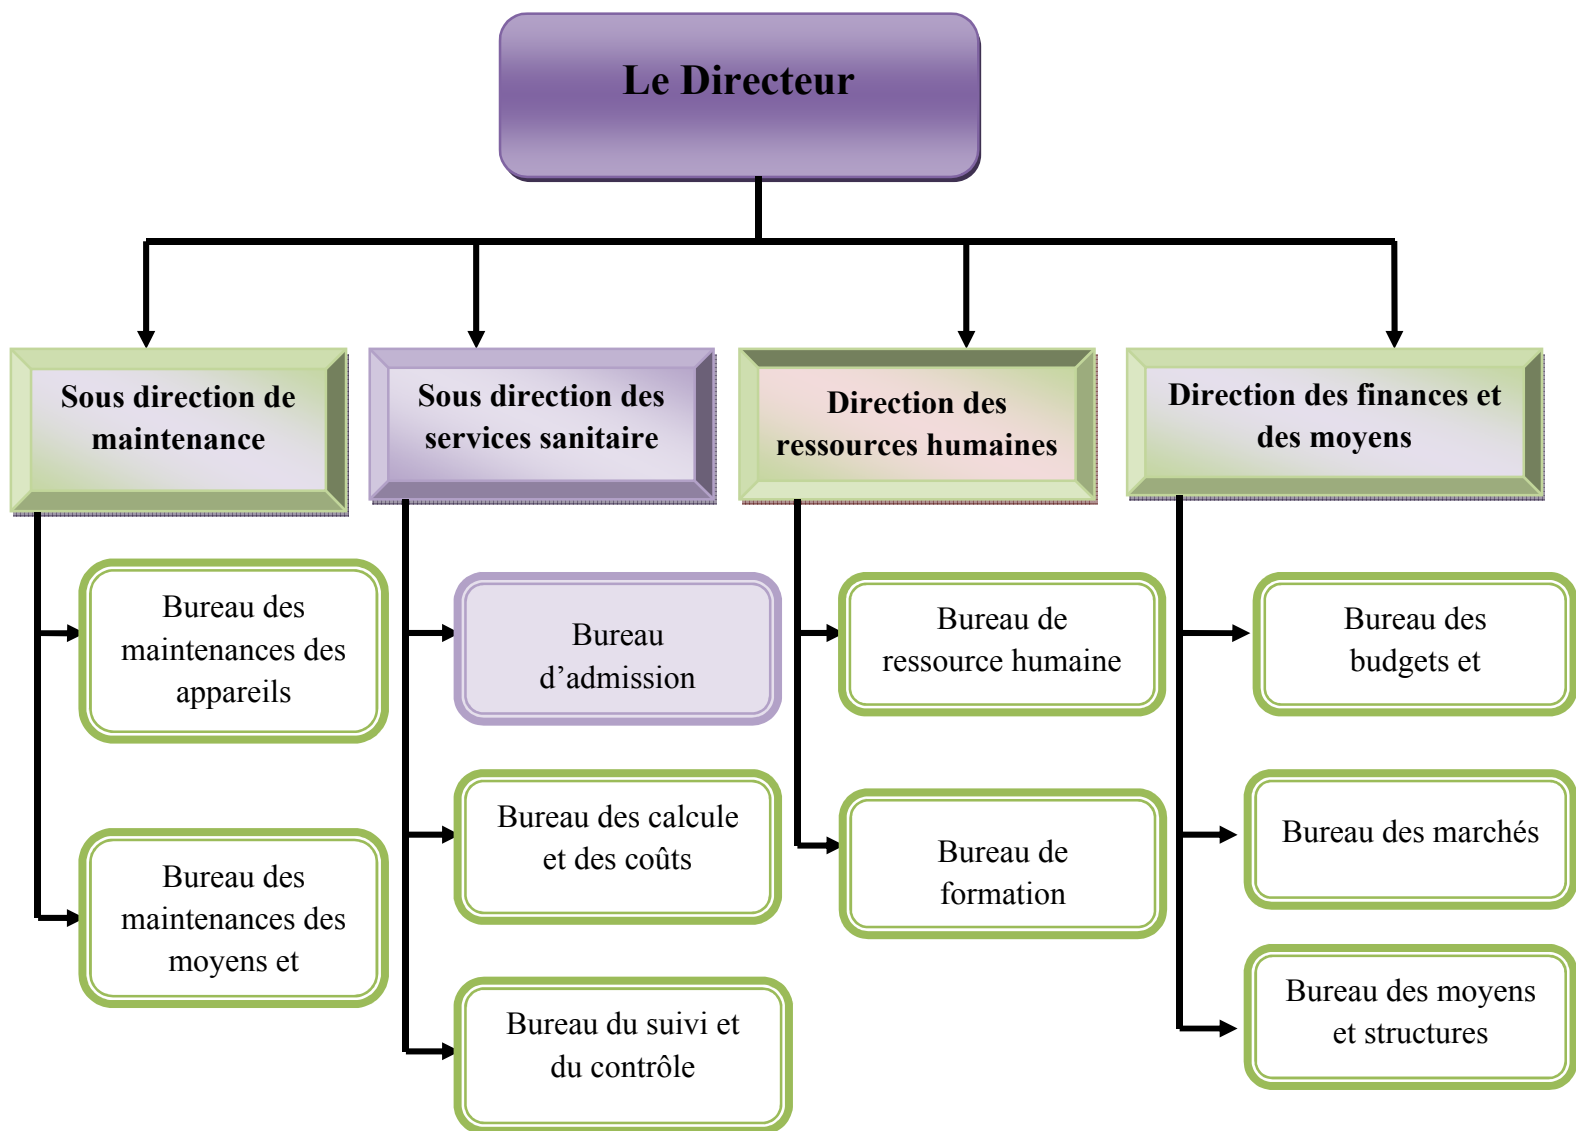 Le Directeur
Sous direction de
maintenance
Sous direction des
services sanitaire
Direction des
ressources humaines
Direction des finances et
des moyens
Bureau des
maintenances des
appareils
Bureau des
maintenances des
moyens et
Bureau
d’admission
Bureau des calcule
et des coûts
Bureau du suivi et
du contrôle
Bureau de
ressource humaine
Bureau de
formation
Bureau des
budgets et
Bureau des marchés
Bureau des moyens
et structures